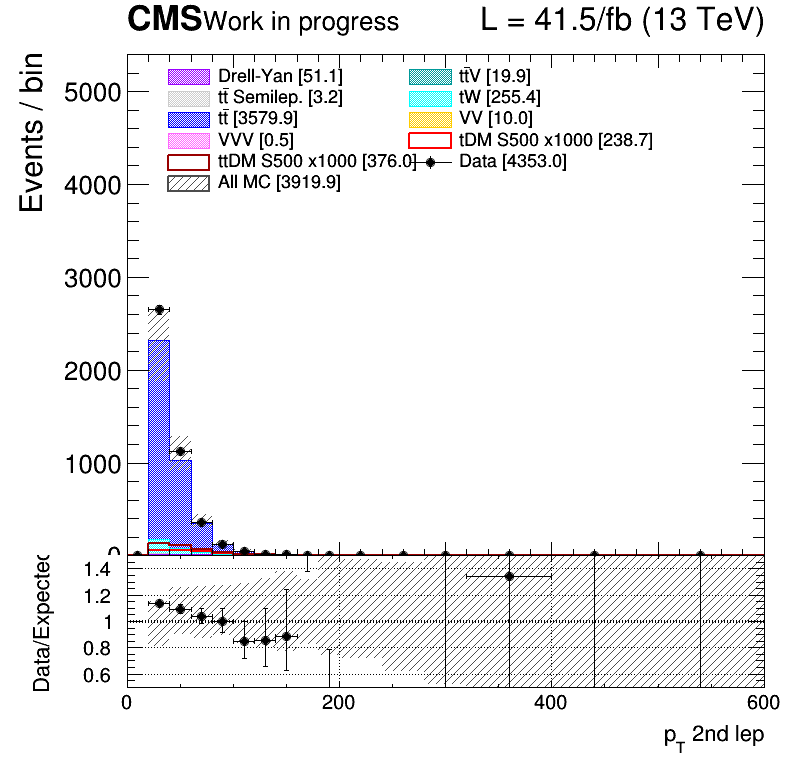 CMS Work in progress L = 41.5/fb (13 TeV)
Events / bin
5000
4000
3000
2000
1000
0
Drell-Yan [51.1]
tt̄V [19.9]
tt̄ Semilep. [3.2]
tW [255.4]
tt̄ [3579.9]
VV [10.0]
VVV [0.5]
tDM S500 x1000 [238.7]
ttDM S500 x1000 [376.0]
Data [4353.0]
All MC [3919.9]
Data/Expected
1.4
1.2
1
0.8
0.6
0 200 400 600
p_T 2nd lep